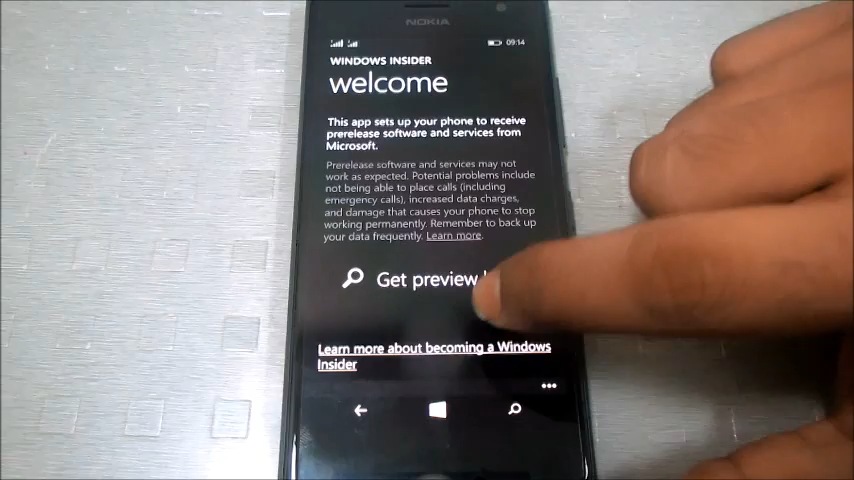 NOKIA
09:14
WINDOWS INSIDER
welcome
This app sets up your phone to receive
prerelease software and services from
Microsoft.
Prerelease software and services may not
work as expected. Potential problems include
not being able to place calls (including
emergency calls), increased data charges,
and damage that causes your phone to stop
working permanently. Remember to back up
your data frequently. Learn more.
Get preview
Learn more about becoming a Windows
Insider